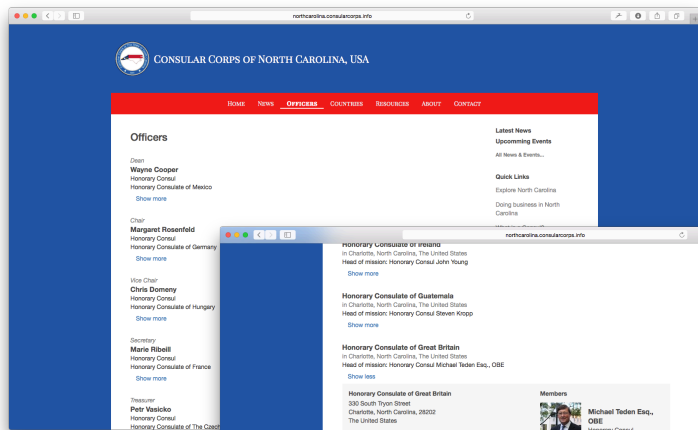 northcarolina.consularcorps.info
Consular Corps of North Carolina, USA
Home News Officers Countries Resources About Contact
Officers
Dean
Wayne Cooper
Honorary Consul
Honorary Consulate of Mexico
Show more
Chair
Margaret Rosenfeld
Honorary Consul
Honorary Consulate of Germany
Show more
Vice Chair
Chris Domeny
Honorary Consul
Honorary Consulate of Hungary
Show more
Secretary
Marie Ribeill
Honorary Consul
Honorary Consulate of France
Show more
Treasurer
Petr Vasicko
Honorary Consul
Honorary Consulate of The Czech
Latest News
Upcomming Events
All News & Events...
Quick Links
Explore North Carolina
Doing business in North
Carolina
northcarolina.consularcorps.info
Honorary Consulate of Ireland
in Charlotte, North Carolina, The United States
Head of mission: Honorary Consul John Young
Show more
Honorary Consulate of Guatemala
in Charlotte, North Carolina, The United States
Head of mission: Honorary Consul Steven Kropp
Show more
Honorary Consulate of Great Britain
in Charlotte, North Carolina, The United States
Head of mission: Honorary Consul Michael Teden Esq., OBE
Show less
Honorary Consulate of Great Britain
330 South Tryon Street
Charlotte, North Carolina, 28202
The United States
Members
Michael Teden Esq.,
OBE
Honorary Consul